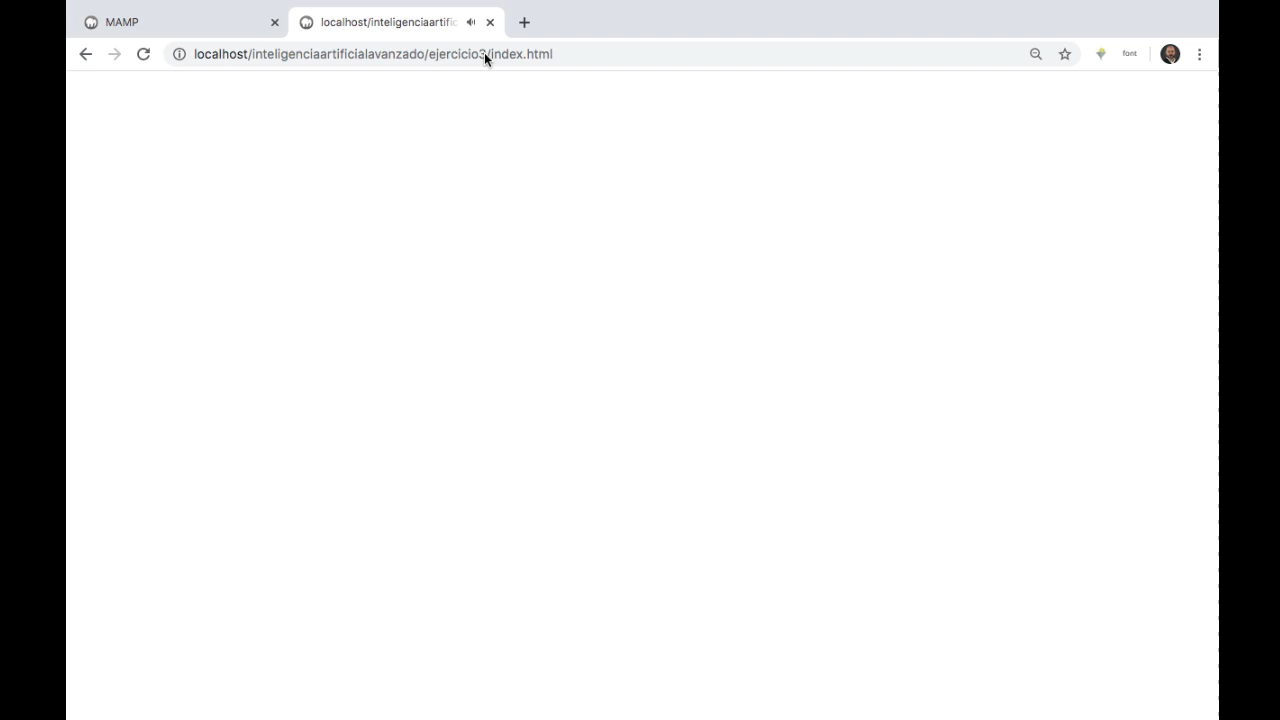 MAMP
localhost/inteligenciaartific
localhost/inteligenciaartificialavanzado/ejercicio3/index.html
font